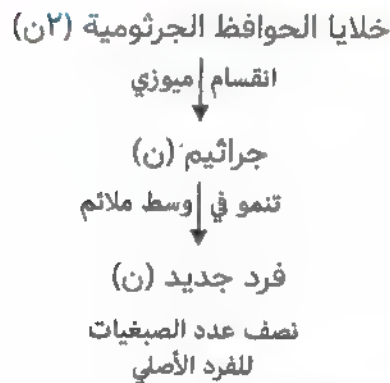 خلايا الحوافظ الجرثومية (٢ن)
انقسام ميوزي
جراثيم (ن)
تنمو في وسط ملائم
فرد جديد (ن)
نصف عدد الصبغيات
للفرد الأصلي